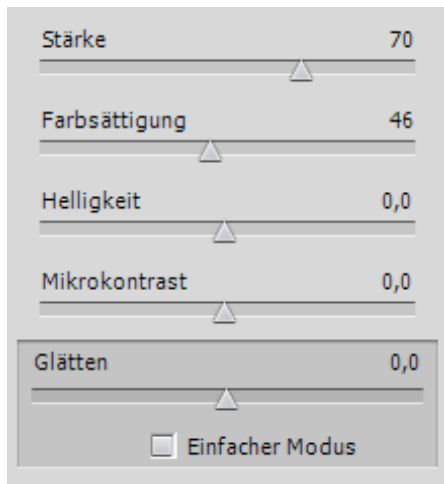 Stärke 70
Farbsättigung 46
Helligkeit 0,0
Mikrokontrast 0,0
Glätten 0,0
Einfacher Modus